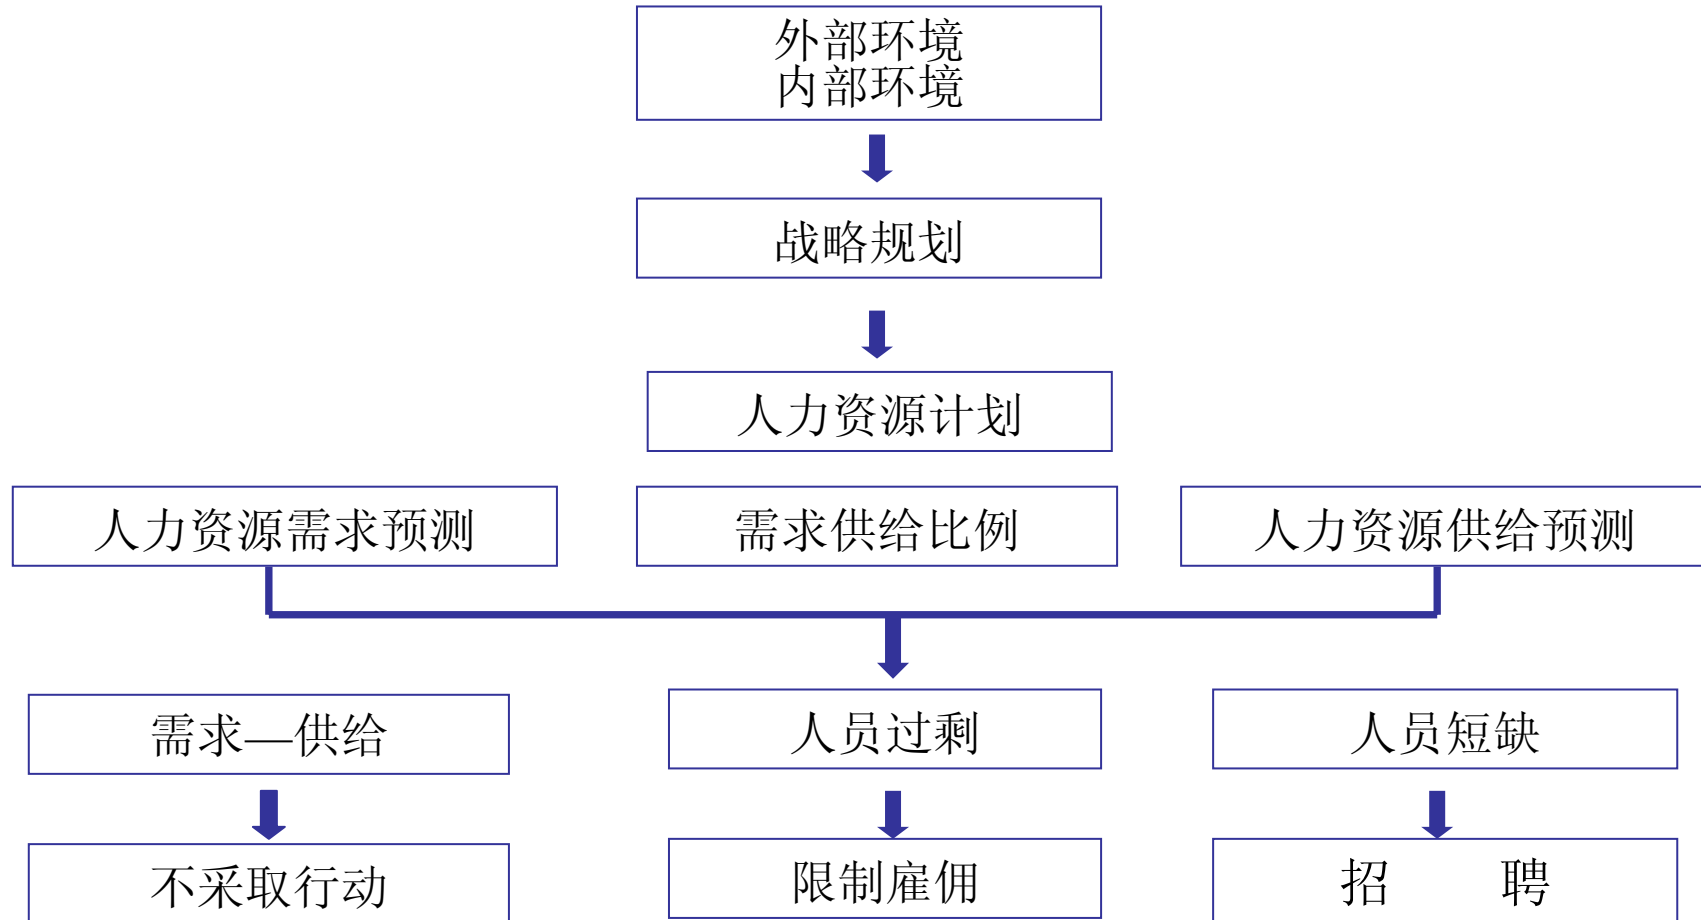 外部环境
内部环境
战略规划
人力资源计划
人力资源需求预测
需求供给比例
人力资源供给预测
需求—供给
人员过剩
人员短缺
不采取行动
限制雇佣
招 聘